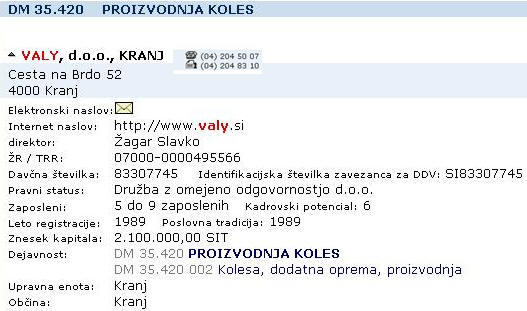 DM 35.420 PROIZVODNJA KOLES
VALY, d.o.o., KRANJ (04) 204 50 07
(04) 204 83 10
Cesta na Brdo 52
4000 Kranj
Elektronski naslov:
Internet naslov: http://www.valy.si
direktor: Žagar Slavko
ŽR / TRR: 07000-0000495566
Davčna številka: 83307745 Identifikacijska številka zavezanca za DDV: SI83307745
Pravni status: Družba z omejeno odgovornostjo d.o.o.
Zaposleni: 5 do 9 zaposlenih Kadrovski potencial: 6
Leto registracije: 1989 Poslovna tradicija: 1989
Znesek kapitala: 2.100.000,00 SIT
Dejavnost: DM 35.420 PROIZVODNJA KOLES
DM 35.420 002 Kolesa, dodatna oprema, proizvodnja
Upravna enota: Kranj
Občina: Kranj